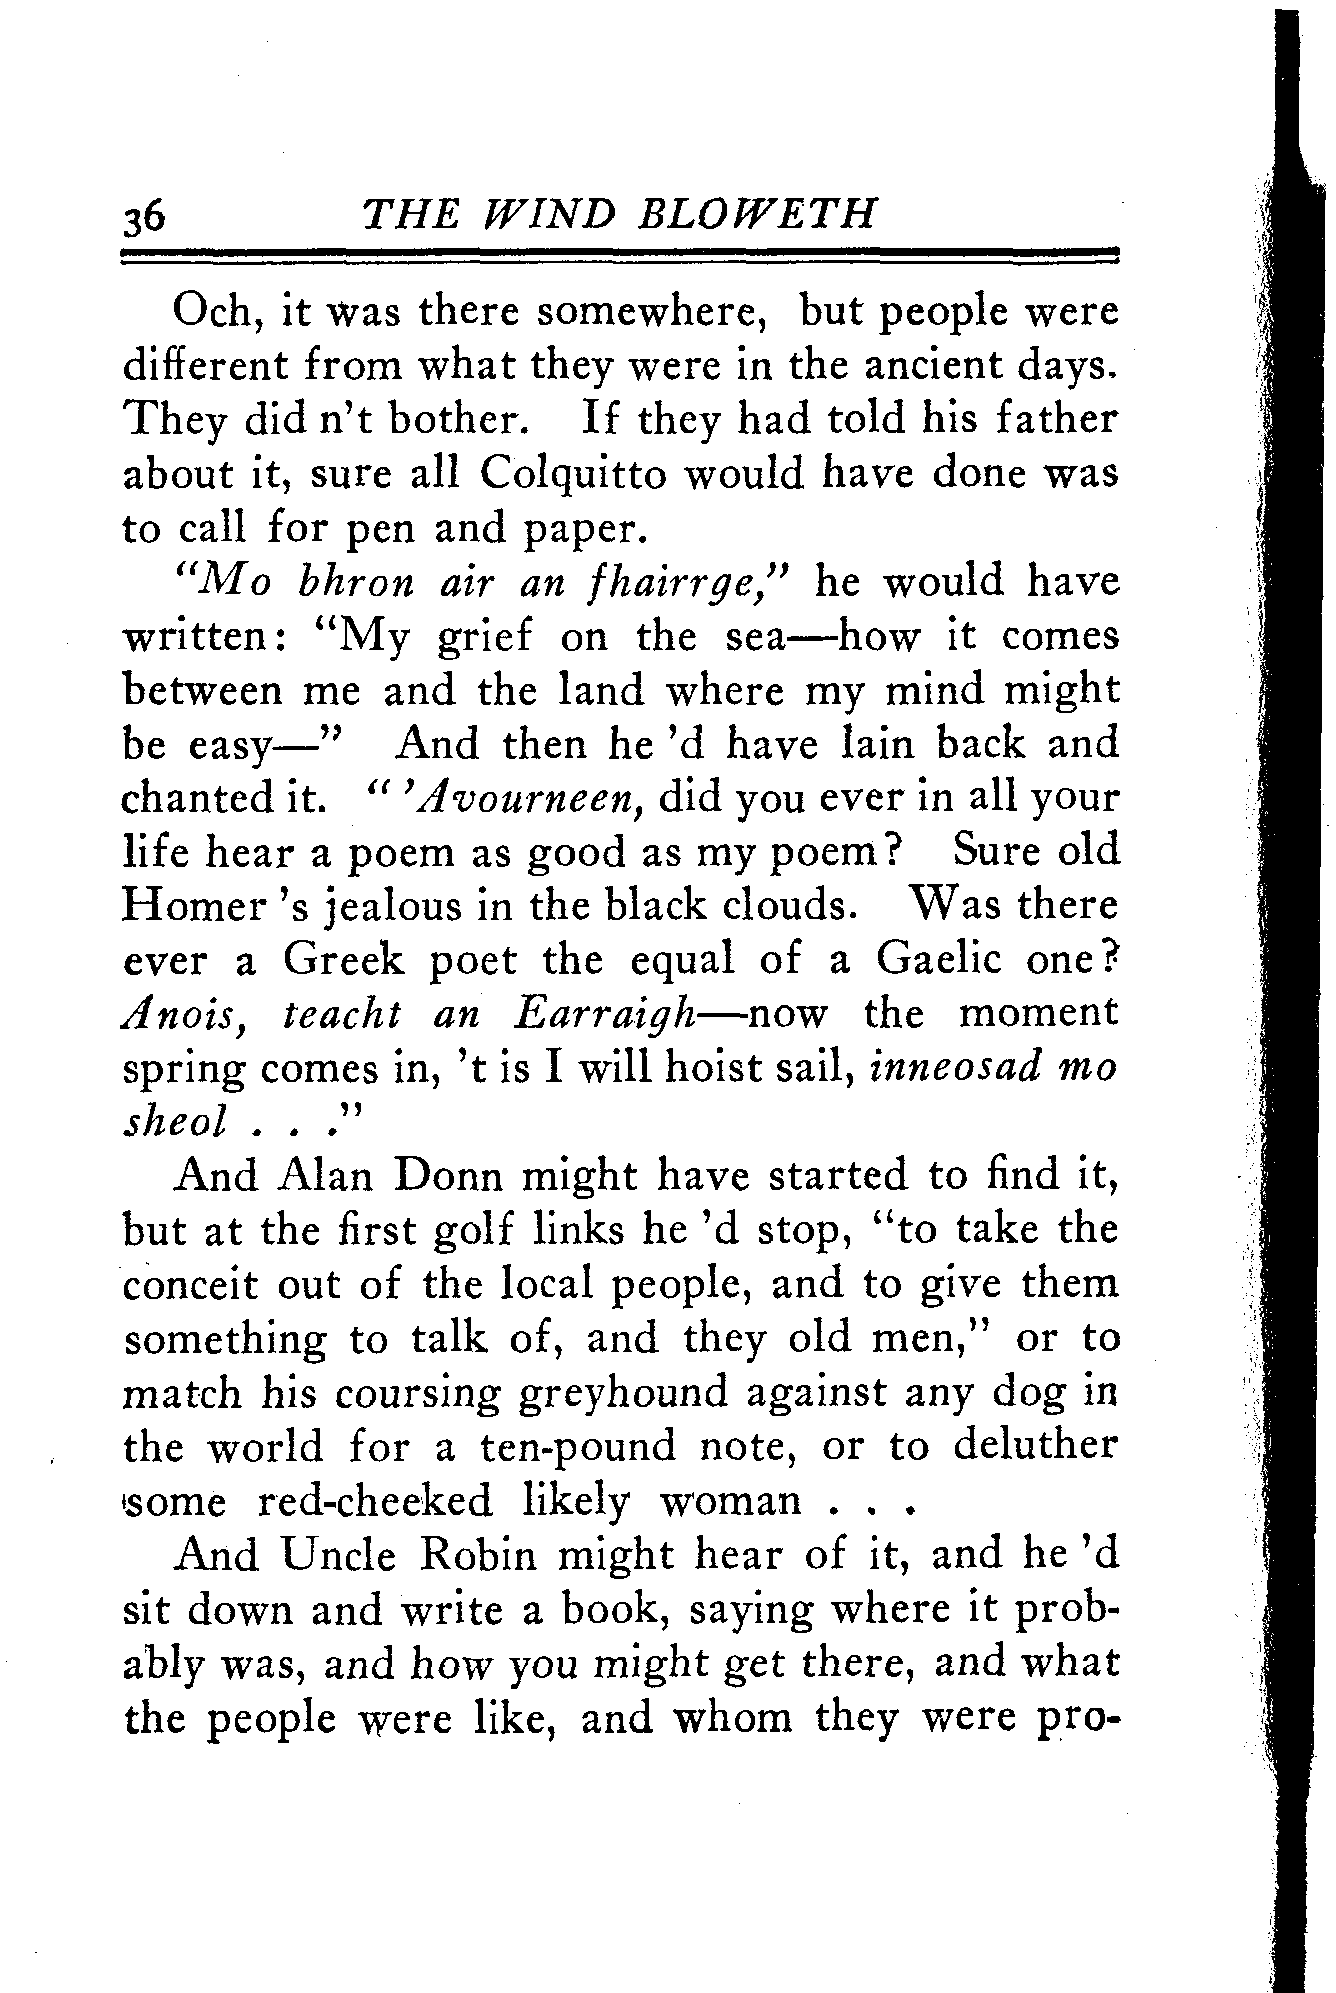 36 THE WIND BLOWETH
Och, it was there somewhere, but people were
different from what they were in the ancient days.
They did n't bother. If they had told his father
about it, sure all Colquitto would have done was
to call for pen and paper.
"Mo bhron air an fhairrge," he would have
written: "My grief on the sea—how it comes
between me and the land where my mind might
be easy—" And then he 'd have lain back and
chanted it. " 'Avourneen, did you ever in all your
life hear a poem as good as my poem? Sure old
Homer 's jealous in the black clouds. Was there
ever a Greek poet the equal of a Gaelic one?
Anois, teacht an Earraigh—now the moment
spring comes in, 't is I will hoist sail, inneosad mo
sheol . . ."
And Alan Donn might have started to find it,
but at the first golf links he 'd stop, "to take the
conceit out of the local people, and to give them
something to talk of, and they old men," or to
match his coursing greyhound against any dog in
the world for a ten-pound note, or to deluther
some red-cheeked likely woman . . .
And Uncle Robin might hear of it, and he 'd
sit down and write a book, saying where it prob-
ably was, and how you might get there, and what
the people were like, and whom they were pro-